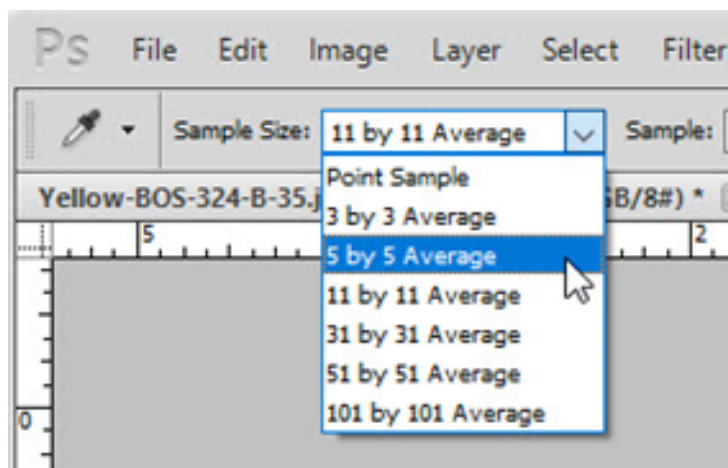 Ps File Edit Image Layer Select Filter
Sample Size: 11 by 11 Average Sample:
Point Sample
Yellow-BOS-324-B-35.j GB/8#) *
3 by 3 Average
5 2
5 by 5 Average
11 by 11 Average
31 by 31 Average
51 by 51 Average
0 101 by 101 Average